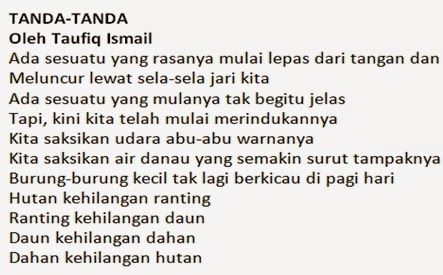 TANDA-TANDA
Oleh Taufiq Ismail
Ada sesuatu yang rasanya mulai lepas dari tangan dan
Meluncur lewat sela-sela jari kita
Ada sesuatu yang mulanya tak begitu jelas
Tapi, kini kita telah mulai merindukannya
Kita saksikan udara abu-abu warnanya
Kita saksikan air danau yang semakin surut tampaknya
Burung-burung kecil tak lagi berkicau di pagi hari
Hutan kehilangan ranting
Ranting kehilangan daun
Daun kehilangan dahan
Dahan kehilangan hutan